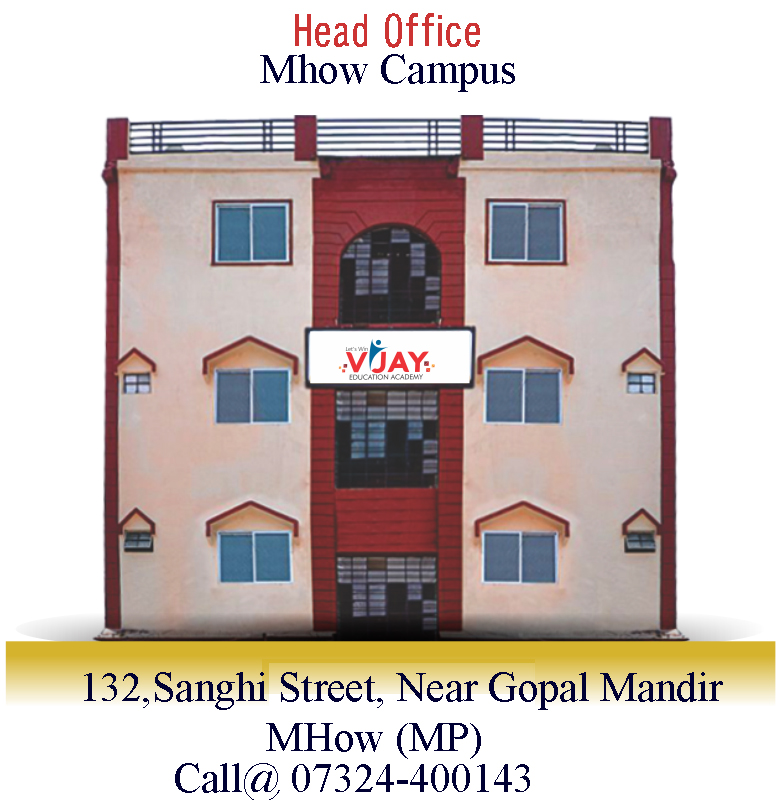 Head Office
Mhow Campus
Let's Win
VIJAY
EDUCATION ACADEMY
132,Sanghi Street, Near Gopal Mandir
MHow (MP)
Call@ 07324-400143